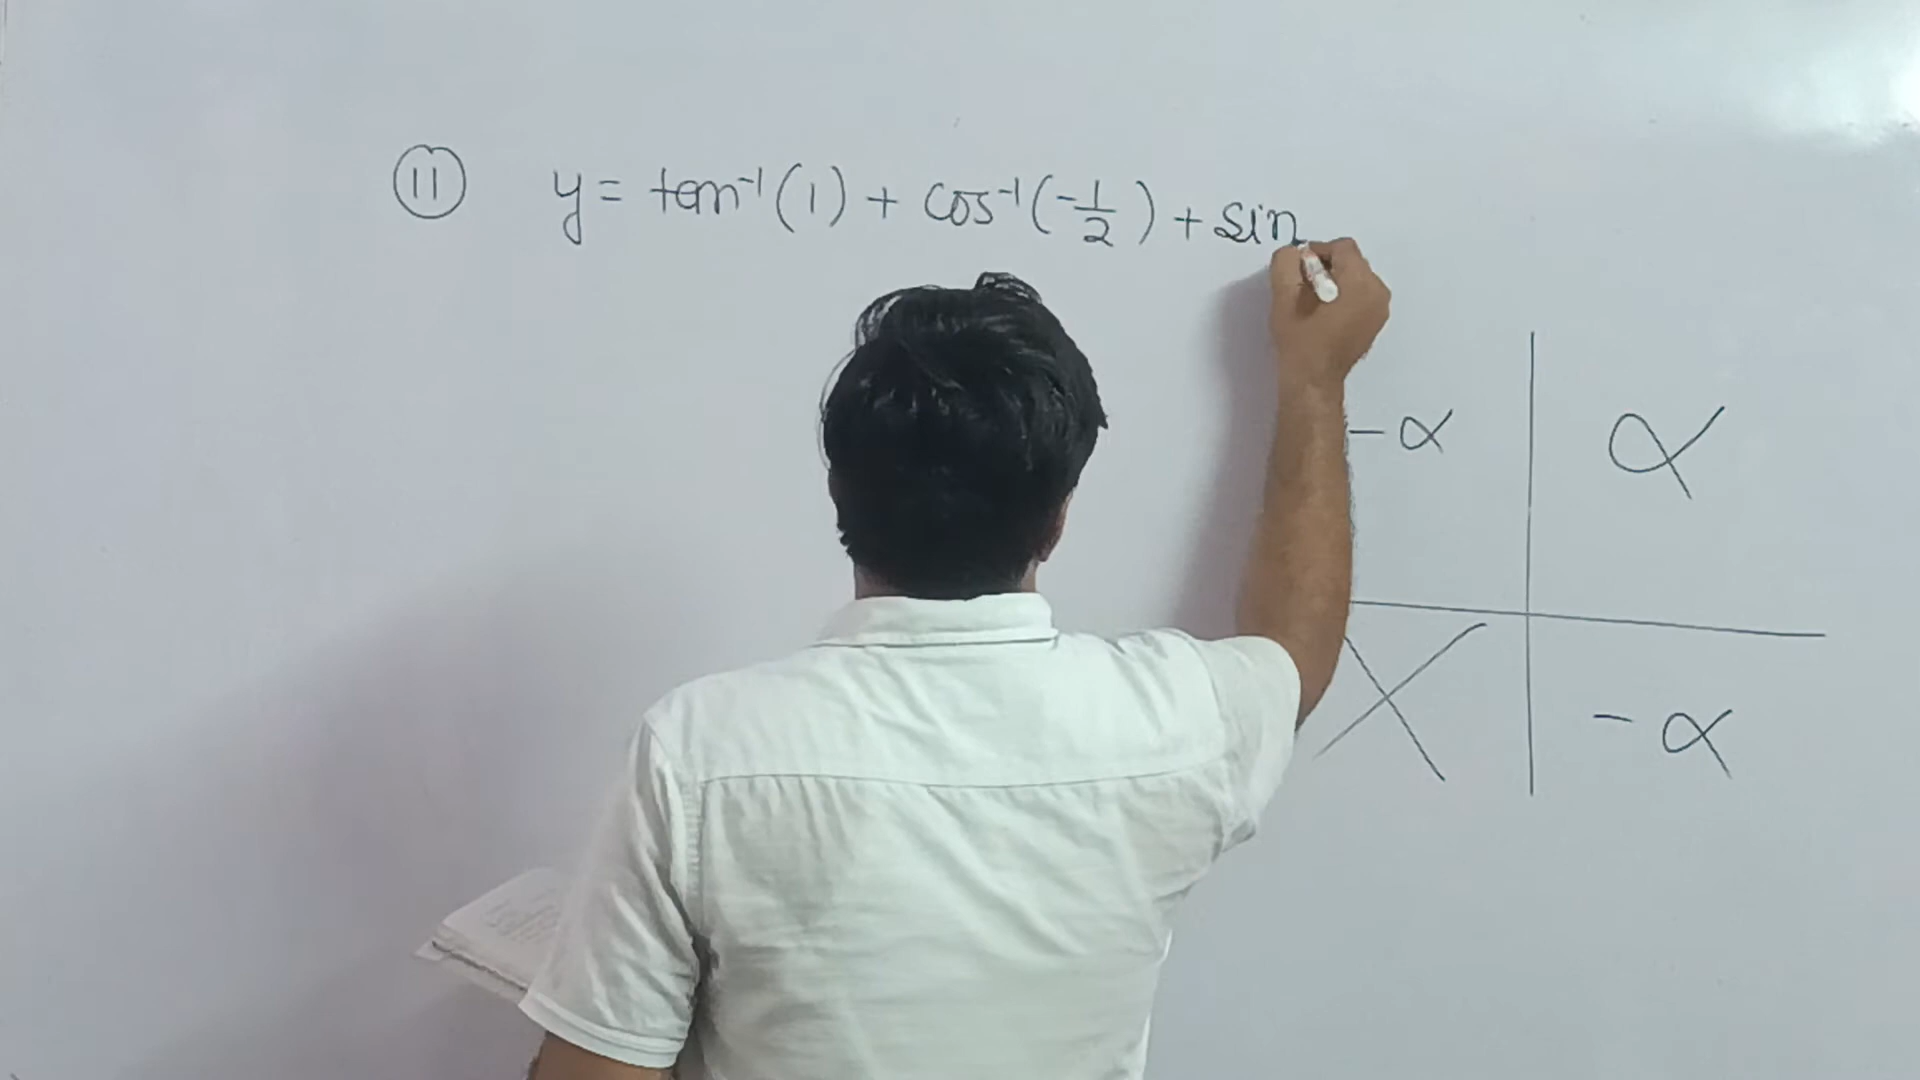 ⑪ y = tan⁻¹(1) + cos⁻¹(-1/2) + sin
-α α
-α